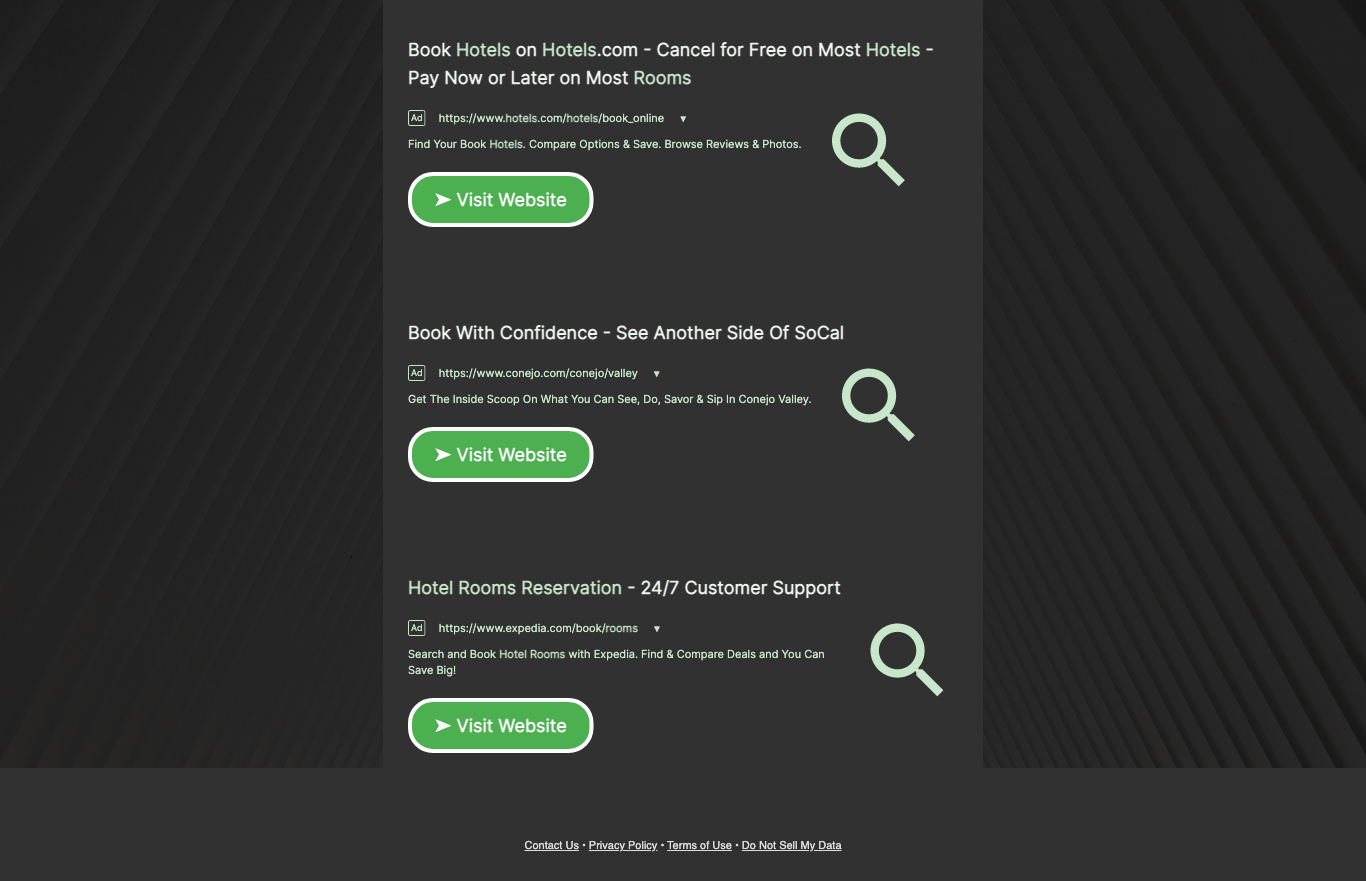 Book Hotels on Hotels.com - Cancel for Free on Most Hotels -
Pay Now or Later on Most Rooms
Ad https://www.hotels.com/hotels/book_online ▼
Find Your Book Hotels. Compare Options & Save. Browse Reviews & Photos.
➤ Visit Website
Book With Confidence - See Another Side Of SoCal
Ad https://www.conejo.com/conejo/valley ▼
Get The Inside Scoop On What You Can See, Do, Savor & Sip In Conejo Valley.
➤ Visit Website
Hotel Rooms Reservation - 24/7 Customer Support
Ad https://www.expedia.com/book/rooms ▼
Search and Book Hotel Rooms with Expedia. Find & Compare Deals and You Can
Save Big!
➤ Visit Website
Contact Us • Privacy Policy • Terms of Use • Do Not Sell My Data